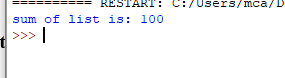 ========== RESTART: C:/Users/mca/D
sum of list is: 100
>>>